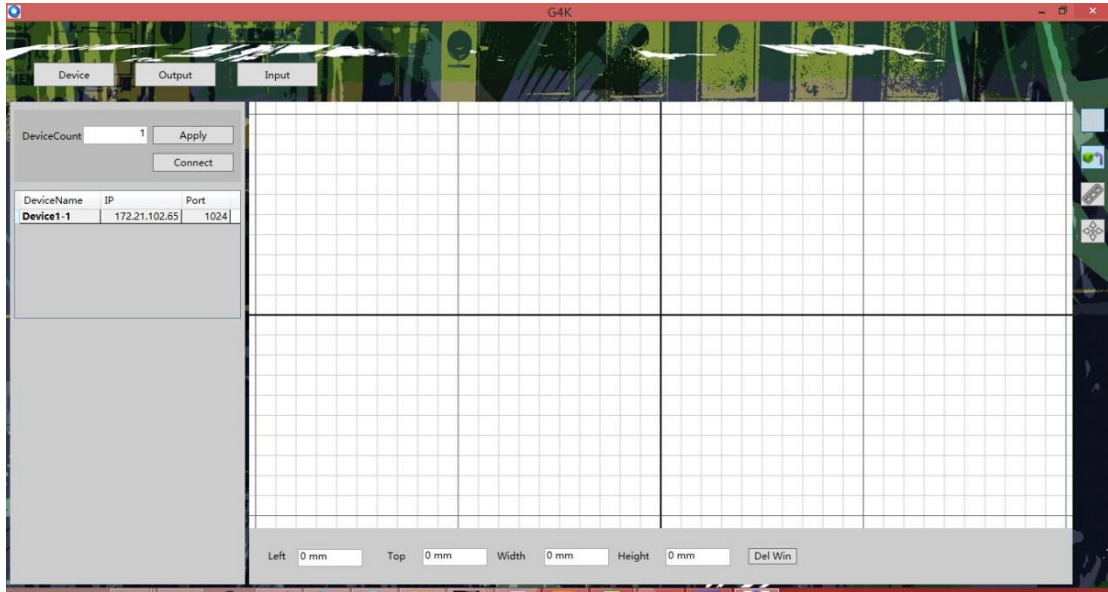 G4K
Device Output Input
DeviceCount 1 Apply
Connect
DeviceName IP Port
Device1-1 172.21.102.65 1024
Left 0 mm Top 0 mm Width 0 mm Height 0 mm Del Win